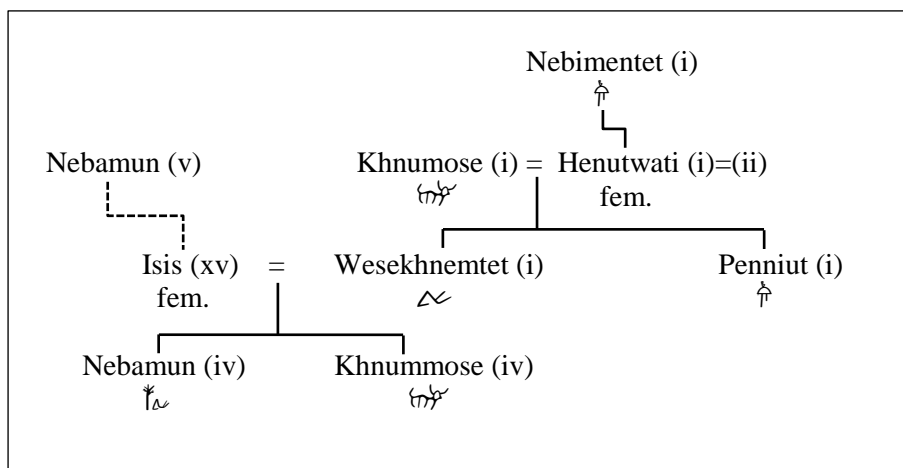 Nebimentet (i)
Nebamun (v) Khnumose (i) = Henutwati (i)=(ii)
fem.
Isis (xv) = Wesekhnemtet (i) Penniut (i)
fem.
Nebamun (iv) Khnummose (iv)